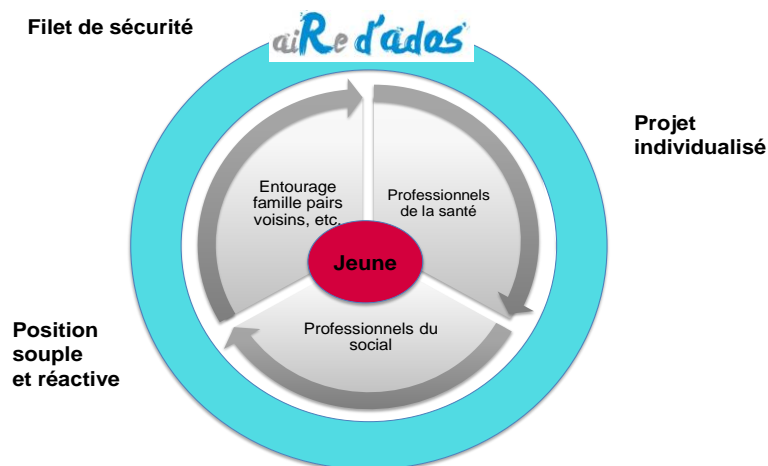 Filet de sécurité
aiRe d'ados
Projet
individualisé
Entourage
famille pairs
voisins, etc.
Professionnels
de la santé
Jeune
Professionnels du
social
Position
souple
et réactive